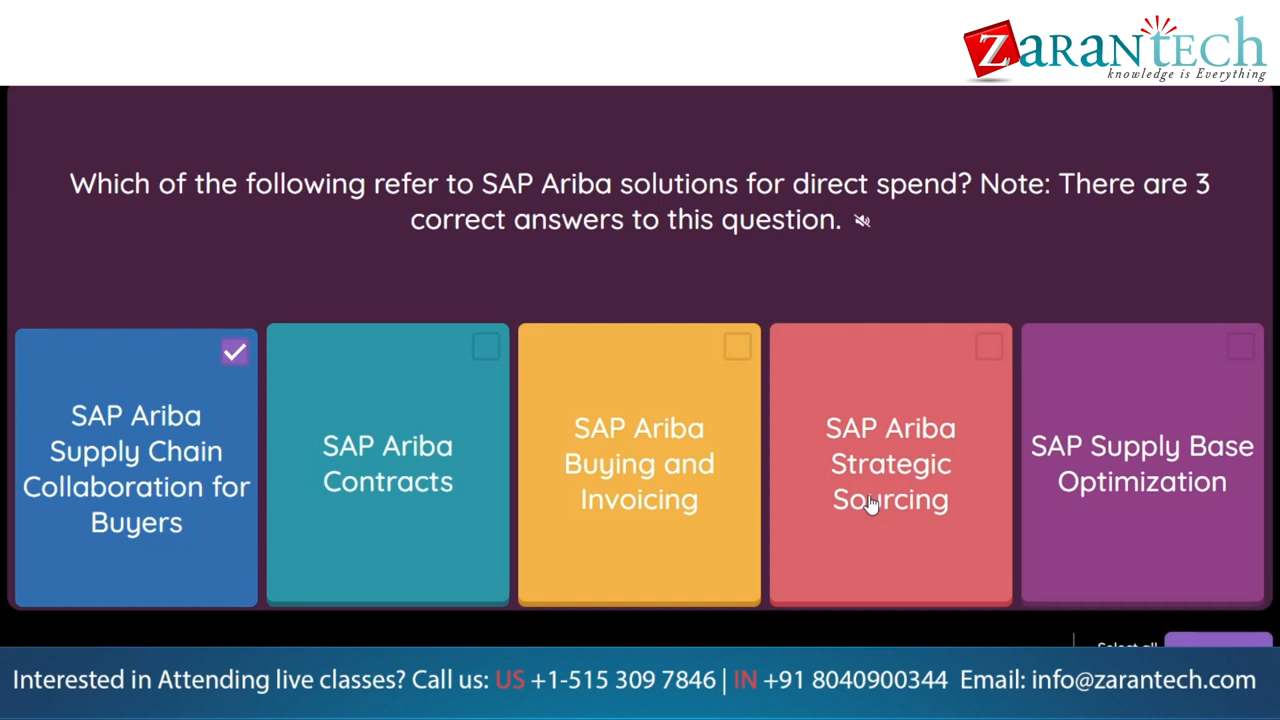 ZARANTECH
knowledge is Everything
Which of the following refer to SAP Ariba solutions for direct spend? Note: There are 3
correct answers to this question.
SAP Ariba
Supply Chain
Collaboration for
Buyers
SAP Ariba
Contracts
SAP Ariba
Buying and
Invoicing
SAP Ariba
Strategic
Sourcing
SAP Supply Base
Optimization
Select all
Interested in Attending live classes? Call us: US +1-515 309 7846 | IN +91 8040900344 Email: info@zarantech.com